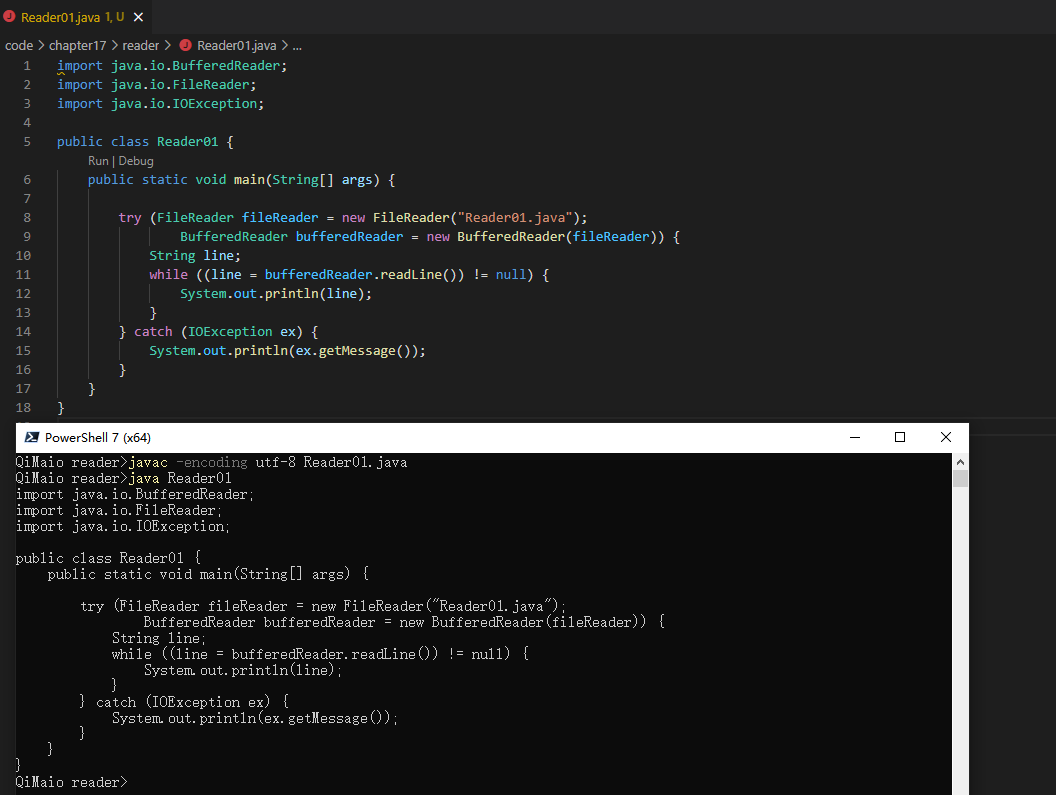 Reader01.java 1, U
code > chapter17 > reader > Reader01.java > ...
1 import java.io.BufferedReader;
2 import java.io.FileReader;
3 import java.io.IOException;
4
5 public class Reader01 {
Run | Debug
6     public static void main(String[] args) {
7
8         try (FileReader fileReader = new FileReader("Reader01.java");
9                 BufferedReader bufferedReader = new BufferedReader(fileReader)) {
10             String line;
11             while ((line = bufferedReader.readLine()) != null) {
12                 System.out.println(line);
13             }
14         } catch (IOException ex) {
15             System.out.println(ex.getMessage());
16         }
17     }
18 }
PowerShell 7 (x64)
QiMaio reader>javac -encoding utf-8 Reader01.java
QiMaio reader>java Reader01
import java.io.BufferedReader;
import java.io.FileReader;
import java.io.IOException;

public class Reader01 {
    public static void main(String[] args) {

        try (FileReader fileReader = new FileReader("Reader01.java");
                BufferedReader bufferedReader = new BufferedReader(fileReader)) {
            String line;
            while ((line = bufferedReader.readLine()) != null) {
                System.out.println(line);
            }
        } catch (IOException ex) {
            System.out.println(ex.getMessage());
        }
    }
}
QiMaio reader>